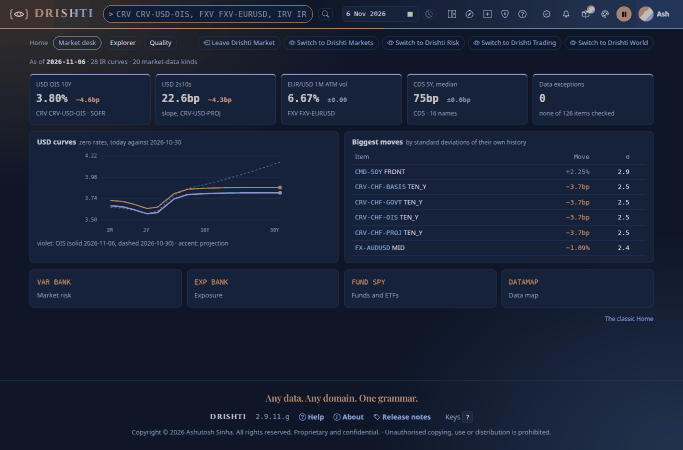 {👁} DRISHTI > CRV CRV-USD-OIS, FXV FXV-EURUSD, IRV IR 6 Nov 2026 Ash
Home Market desk Explorer Quality Leave Drishti Market Switch to Drishti Markets Switch to Drishti Risk Switch to Drishti Trading Switch to Drishti World
As of 2026-11-06 · 28 IR curves · 20 market-data kinds
USD OIS 10Y
3.80% −4.6bp
CRV CRV-USD-OIS · SOFR
USD 2s10s
22.6bp −4.3bp
slope, CRV-USD-PROJ
EUR/USD 1M ATM vol
6.67% ±0.00
FXV FXV-EURUSD
CDS 5Y, median
75bp ±0.0bp
CDS · 16 names
Data exceptions
0
none of 126 items checked
USD curves zero rates, today against 2026-10-30
4.22
3.98
3.74
3.50
2Y
10Y
30Y
violet: OIS (solid 2026-11-06, dashed 2026-10-30) · accent: projection
Biggest moves by standard deviations of their own history
Item Move σ
CMD-SOY FRONT +2.25% 2.9
CRV-CHF-BASIS TEN_Y −3.7bp 2.5
CRV-CHF-GOVT TEN_Y −3.7bp 2.5
CRV-CHF-OIS TEN_Y −3.7bp 2.5
CRV-CHF-PROJ TEN_Y −3.7bp 2.5
FX-AUDUSD MID −1.09% 2.4
VAR BANK
Market risk
EXP BANK
Exposure
FUND SPY
Funds and ETFs
DATAMAP
Data map
The classic Home
Any data. Any domain. One grammar.
DRISHTI 2.9.11.g Help About Release notes Keys ?
Copyright © 2026 Ashutosh Sinha. All rights reserved. Proprietary and confidential. · Unauthorised copying, use or distribution is prohibited.